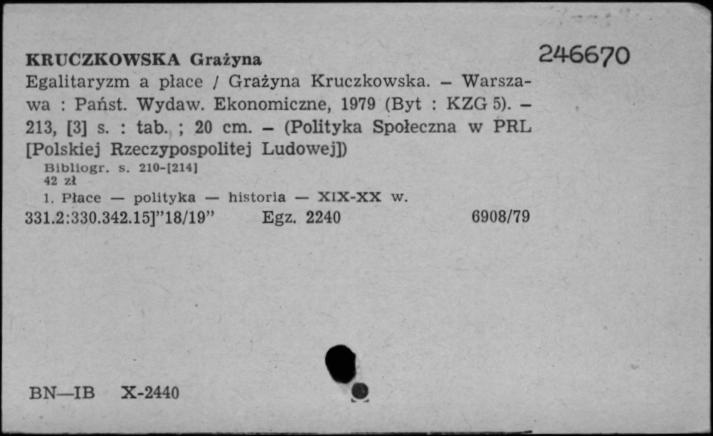 KRUCZKOWSKA Grażyna 246670
Egalitaryzm a płace / Grażyna Kruczkowska. — Warsza-
wa : Państ. Wydaw. Ekonomiczne, 1979 (Byt : KZG 5). —
213, [3] s. : tab. ; 20 cm. — (Polityka Społeczna w PRL
[Polskiej Rzeczypospolitej Ludowej])
Bibliogr. s. 210-[214]
42 zł
1. Płace — polityka — historia — XIX-XX w.
331.2:330.342.15]"18/19" Egz. 2240 6908/79
BN—IB X-2440